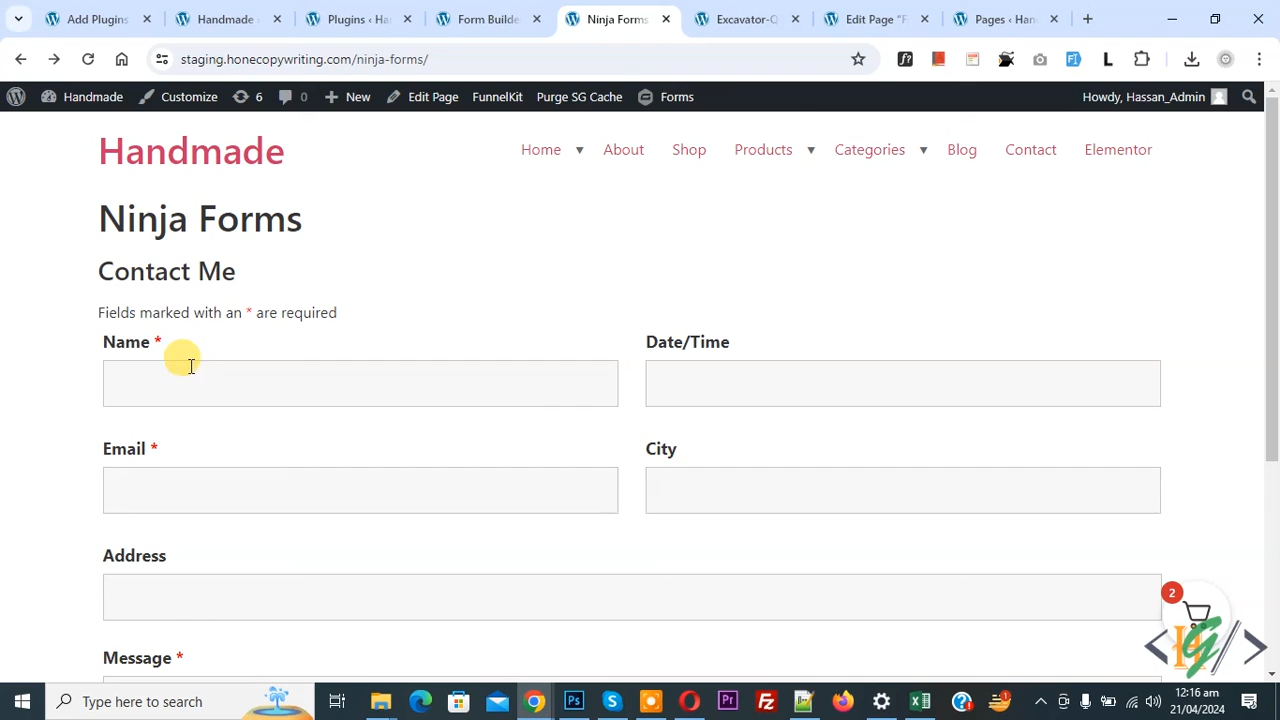 Add Plugins
Handmade
Plugins ‹ Ha
Form Builde
Ninja Forms
Excavator-Q
Edit Page "F
Pages ‹ Han
staging.hollecopywriting.com/ninja-forms/
Handmade
Customize
6
0
New
Edit Page
FunnelKit
Purge SG Cache
Forms
Howdy, Hassan_Admin
Handmade
Home
About
Shop
Products
Categories
Blog
Contact
Elementor
Ninja Forms
Contact Me
Fields marked with an * are required
Name *
Date/Time
Email *
City
Address
2
Message *
Type here to search
12:16 am
21/04/2024